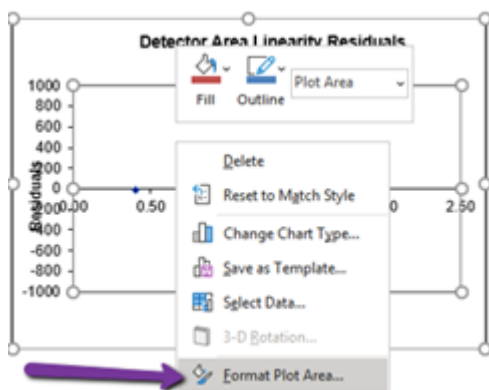 Detector Area Linearity Residuals
Fill
Outline
Plot Area
1000
800
600
400
200
0
-200
-400
-600
-800
-1000
Residuals
0.00
0.50
0
2.50
Delete
Reset to Match Style
Change Chart Type...
Save as Template...
Select Data...
3-D Rotation...
Format Plot Area...